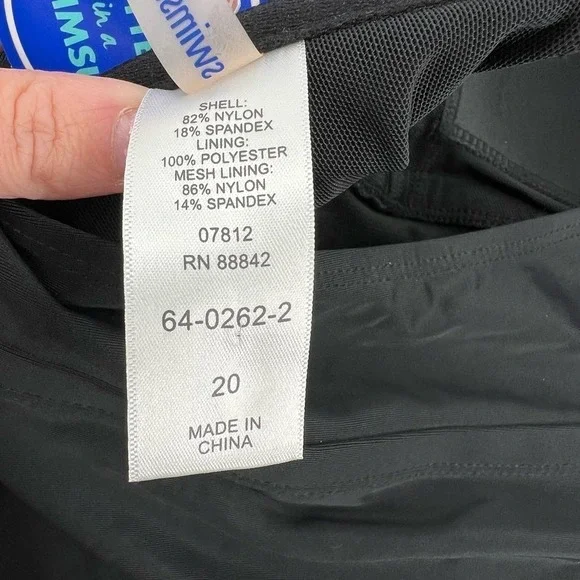 in a
SHELL:
82% NYLON
18% SPANDEX
LINING:
100% POLYESTER
MESH LINING:
86% NYLON
14% SPANDEX
07812
RN 88842
64-0262-2
20
MADE IN
CHINA